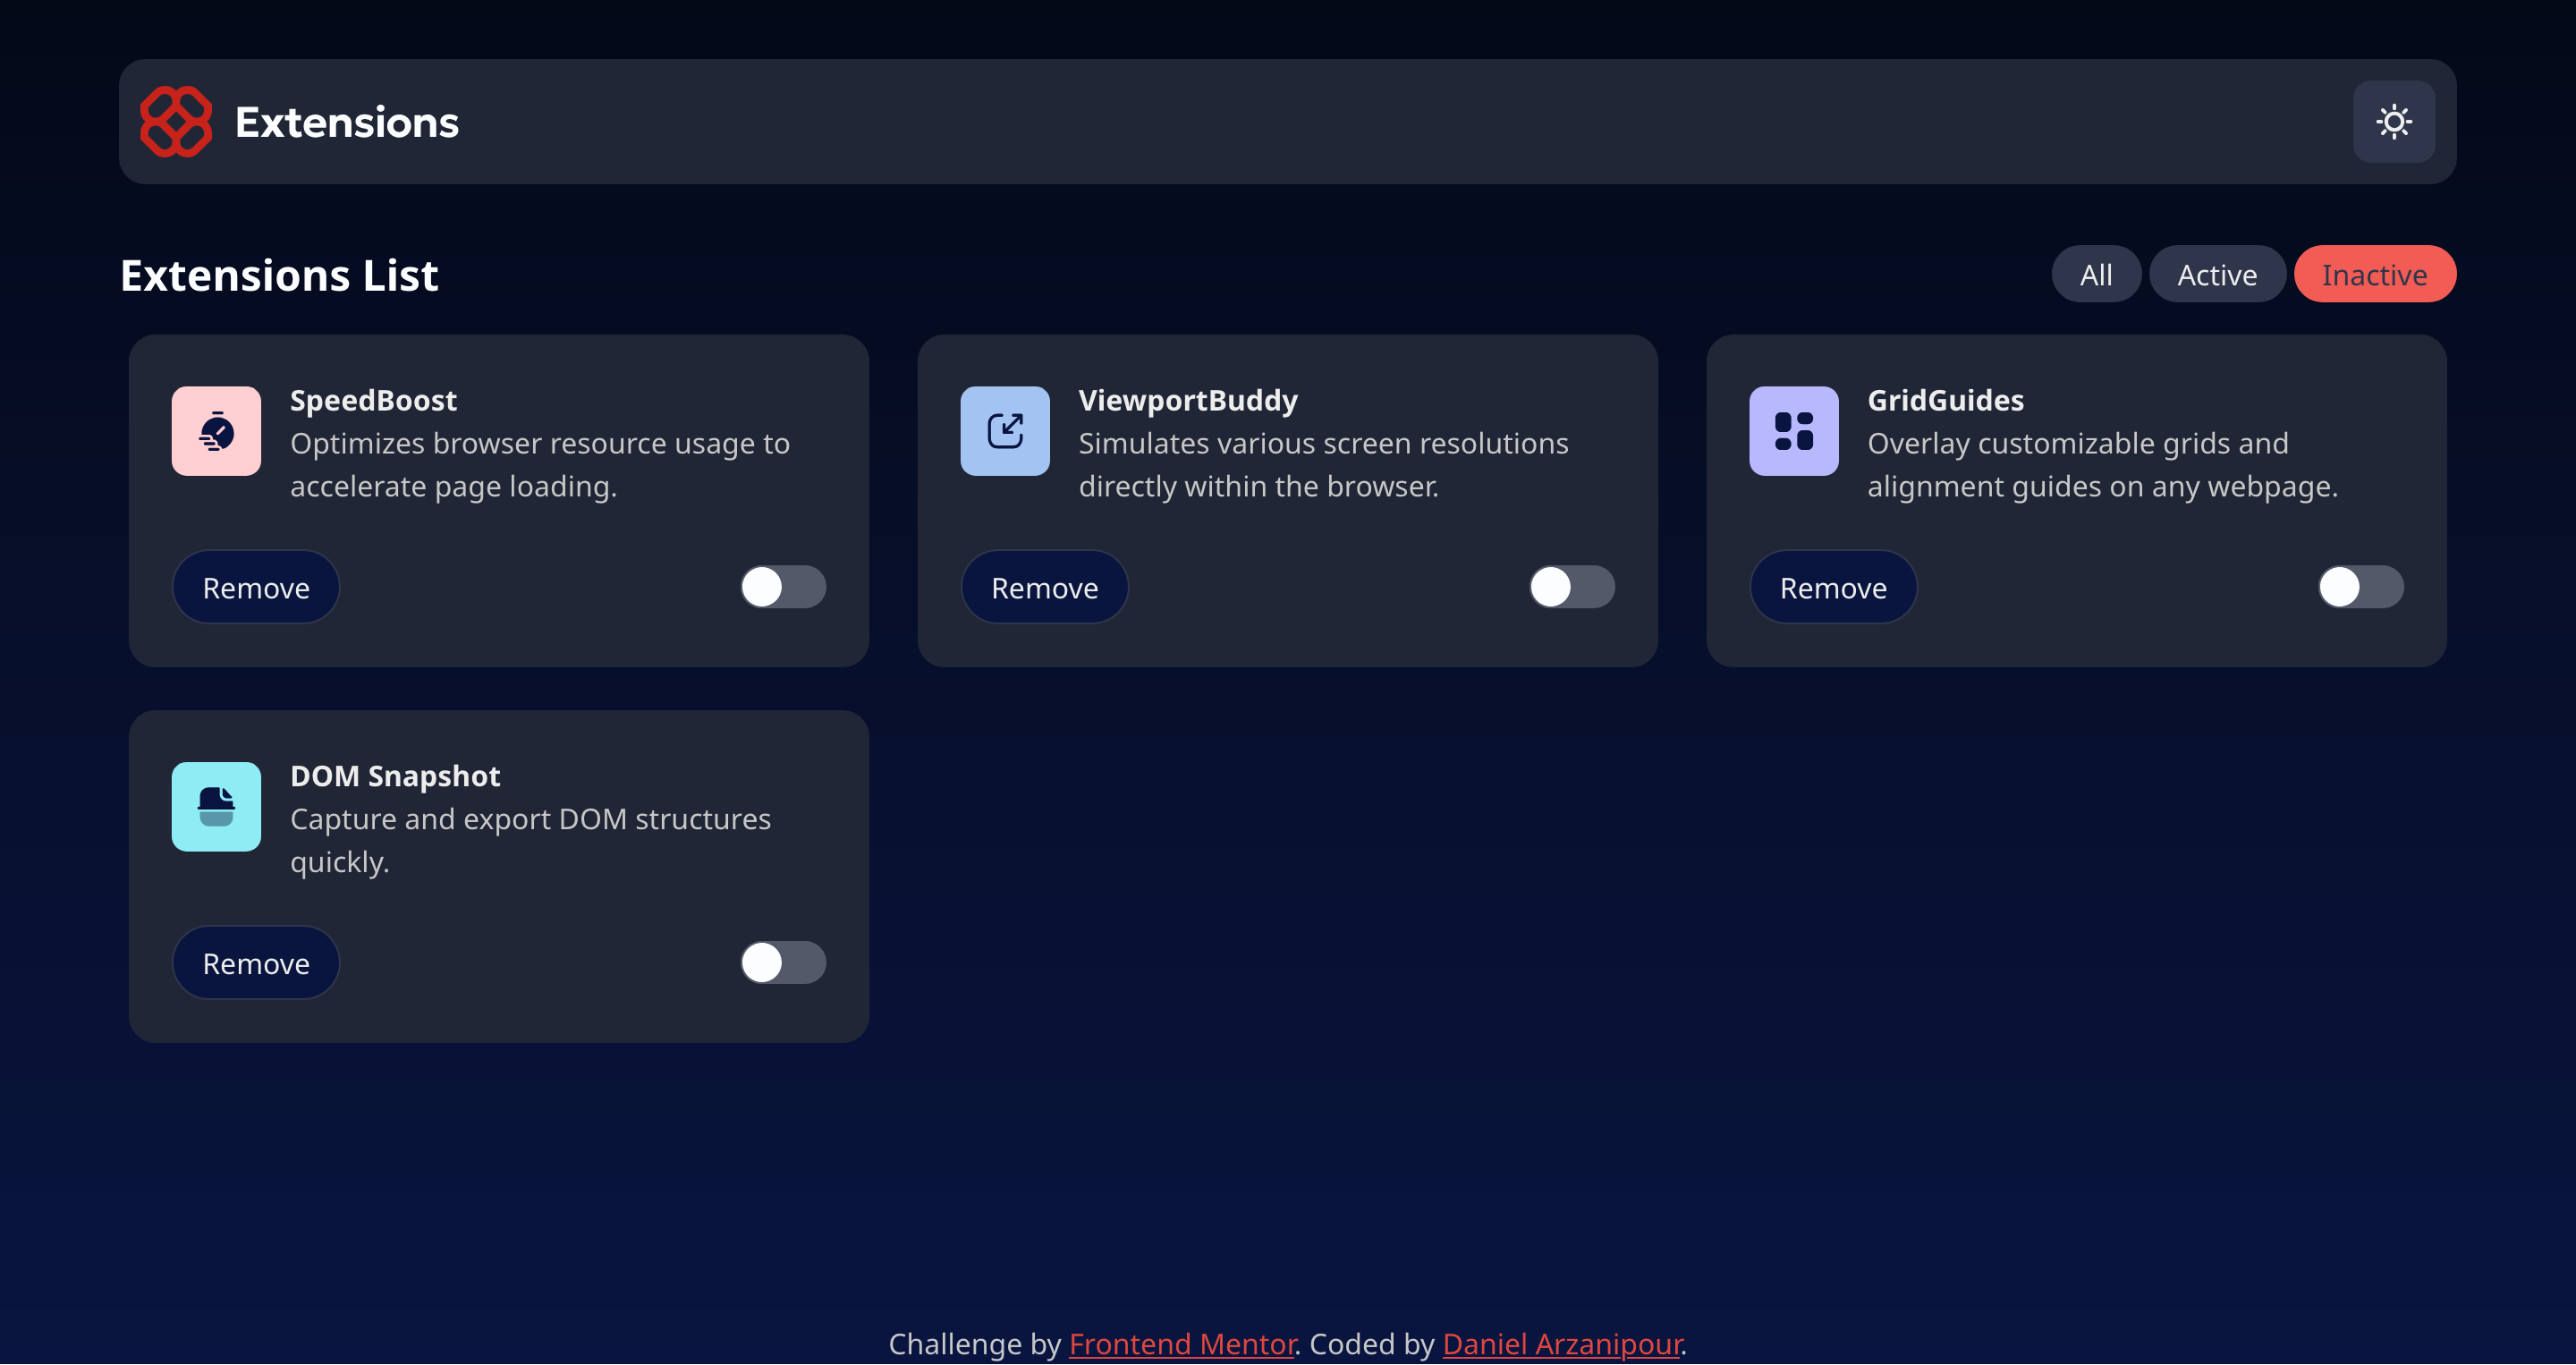 Extensions
Extensions List
All
Active
Inactive
SpeedBoost
Optimizes browser resource usage to
accelerate page loading.
Remove
ViewportBuddy
Simulates various screen resolutions
directly within the browser.
Remove
GridGuides
Overlay customizable grids and
alignment guides on any webpage.
Remove
DOM Snapshot
Capture and export DOM structures
quickly.
Remove
Challenge by Frontend Mentor. Coded by Daniel Arzanipour.